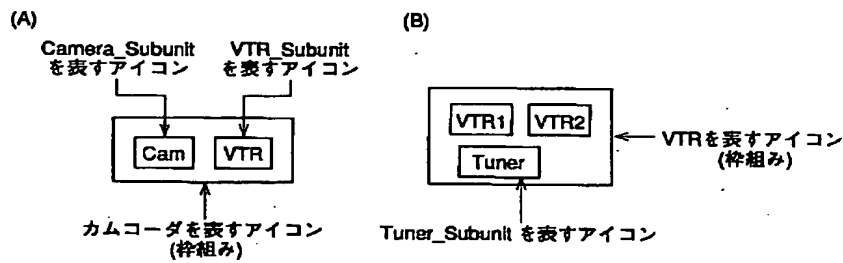 (A)
Camera_Subunit
を表すアイコン
VTR_Subunit
を表すアイコン
Cam
VTR
カムコーダを表すアイコン
(枠組み)
(B)
VTR1
VTR2
Tuner
VTRを表すアイコン
(枠組み)
Tuner_Subunit を表すアイコン